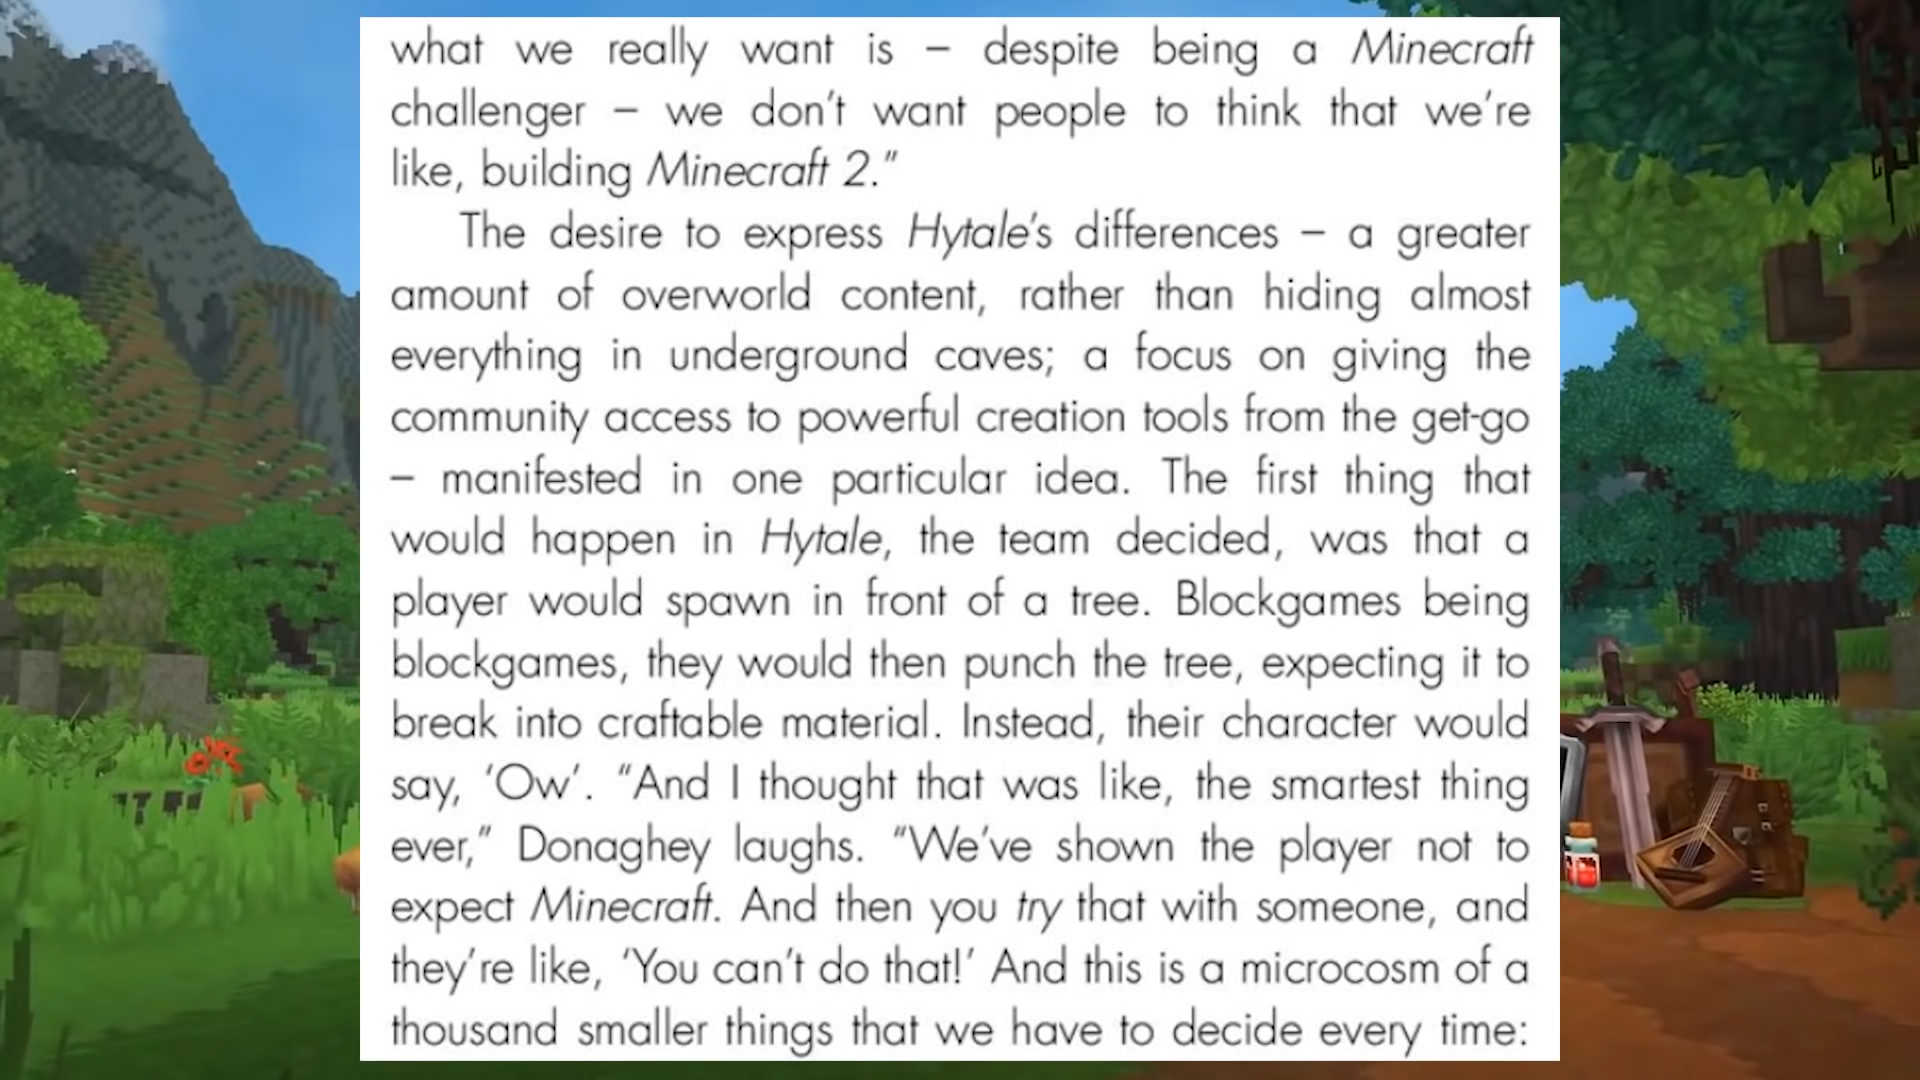 what we really want is – despite being a Minecraft
challenger – we don’t want people to think that we’re
like, building Minecraft 2.”
The desire to express Hytale’s differences – a greater
amount of overworld content, rather than hiding almost
everything in underground caves; a focus on giving the
community access to powerful creation tools from the get-go
– manifested in one particular idea. The first thing that
would happen in Hytale, the team decided, was that a
player would spawn in front of a tree. Blockgames being
blockgames, they would then punch the tree, expecting it to
break into craftable material. Instead, their character would
say, ‘Ow’. “And I thought that was like, the smartest thing
ever,” Donaghey laughs. “We’ve shown the player not to
expect Minecraft. And then you try that with someone, and
they’re like, ‘You can’t do that!’ And this is a microcosm of a
thousand smaller things that we have to decide every time: